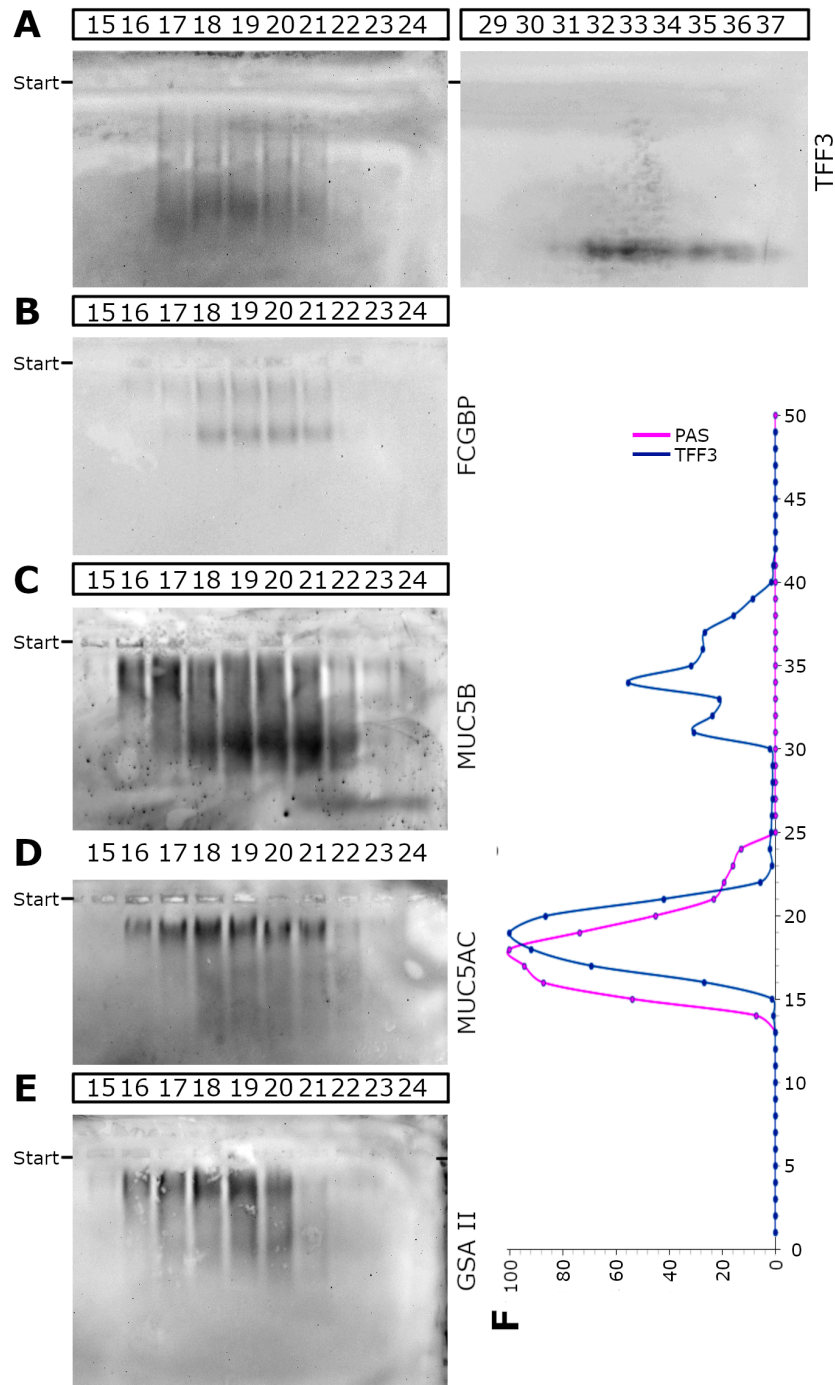 A 15 16 17 18 19 20 21 22 23 24 29 30 31 32 33 34 35 36 37
Start
TFF3
B 15 16 17 18 19 20 21 22 23 24
Start
FCGBP
C 15 16 17 18 19 20 21 22 23 24
Start
MUC5B
D 15 16 17 18 19 20 21 22 23 24
Start
MUC5AC
E 15 16 17 18 19 20 21 22 23 24
Start
GSA II
PAS
TFF3
50
45
40
35
30
25
20
15
10
5
0
100 80 60 40 20 0
F